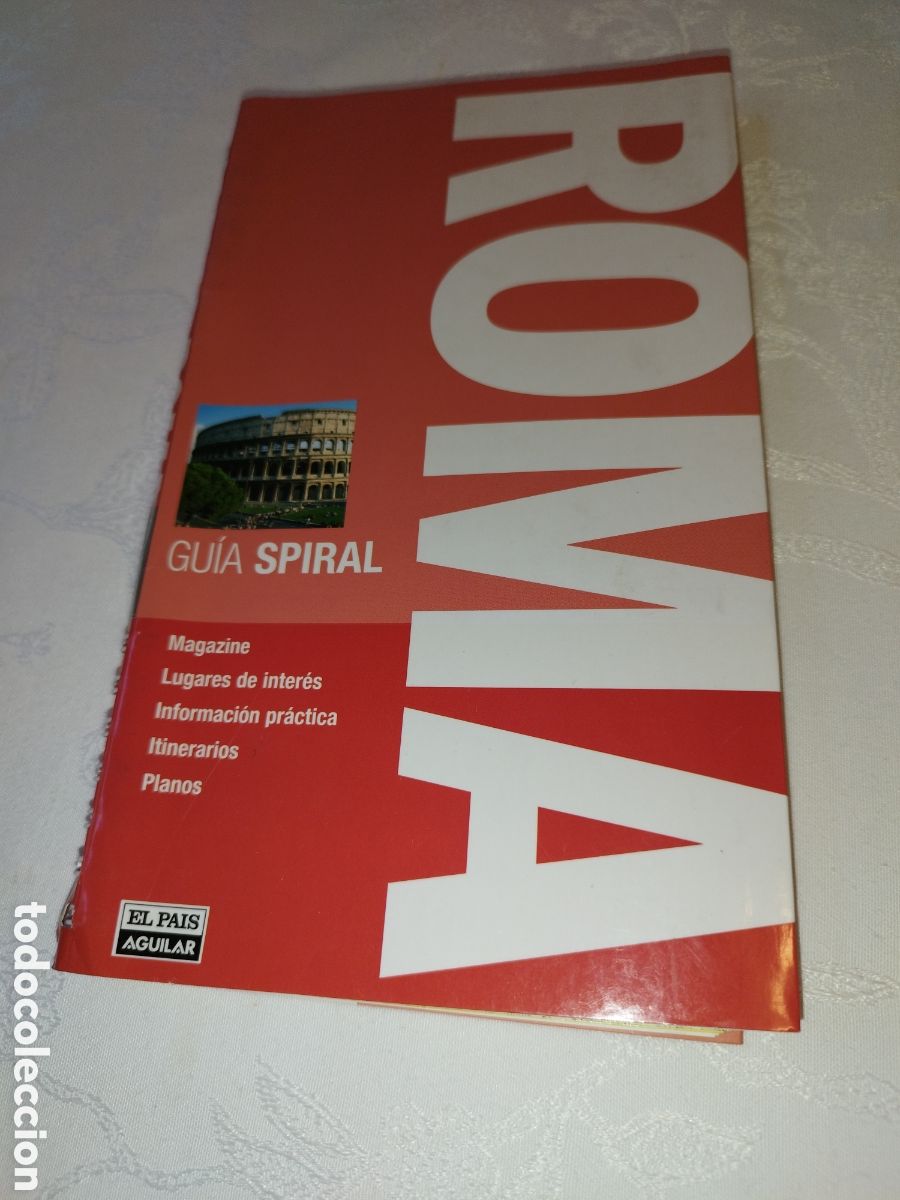 ROMA
GUÍA SPIRAL
Magazine
Lugares de interés
Información práctica
Itinerarios
Planos
EL PAIS
AGUILAR
todocoleccion